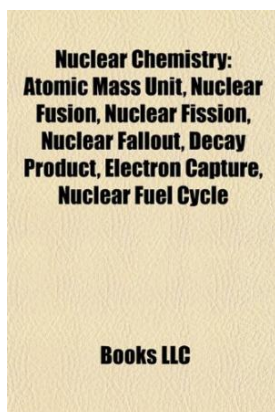 Nuclear Chemistry:
Atomic Mass Unit, Nuclear
Fusion, Nuclear Fission,
Nuclear Fallout, Decay
Product, Electron Capture,
Nuclear Fuel Cycle
Books LLC